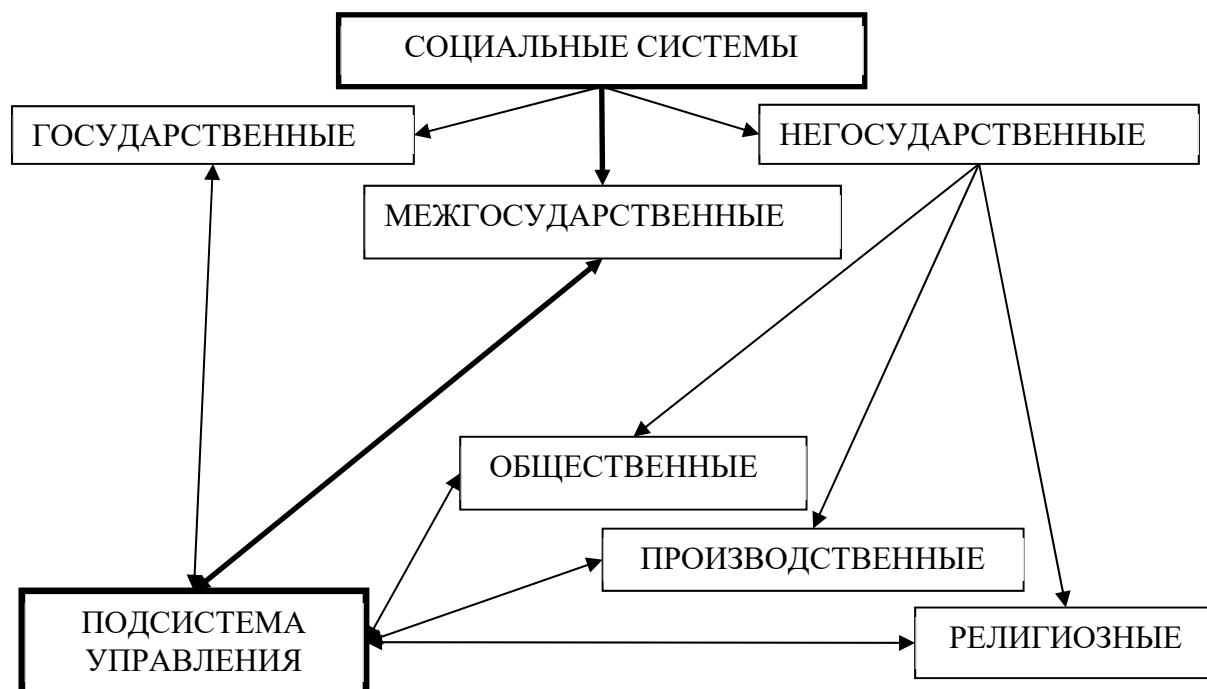 СОЦИАЛЬНЫЕ СИСТЕМЫ
ГОСУДАРСТВЕННЫЕ
НЕГОСУДАРСТВЕННЫЕ
МЕЖГОСУДАРСТВЕННЫЕ
ОБЩЕСТВЕННЫЕ
ПРОИЗВОДСТВЕННЫЕ
ПОДСИСТЕМА
УПРАВЛЕНИЯ
РЕЛИГИОЗНЫЕ